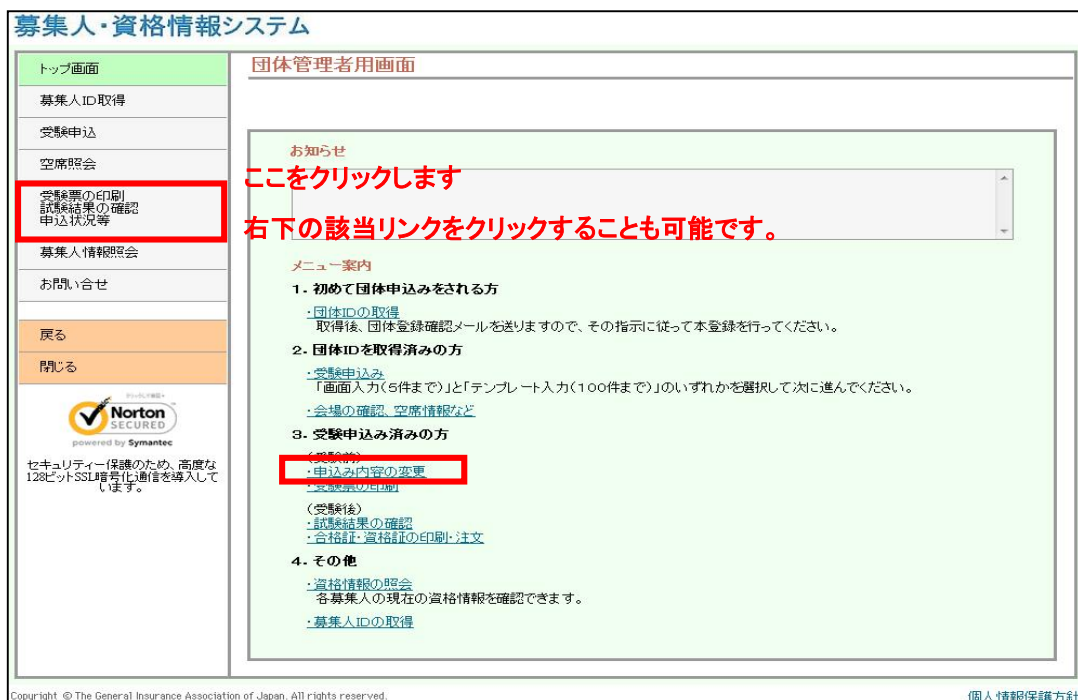 募集人・資格情報システム
トップ画面
募集人ID取得
受験申込
空席照会
受験票の印刷
試験結果の確認
申込状況等
募集人情報照会
お問い合せ
戻る
閉じる
Norton
SECURED
powered by Symantec
セキュリティー保護のため、高度な
128ビットSSL暗号化通信を導入して
います。
団体管理者用画面
お知らせ
ここをクリックします
右下の該当リンクをクリックすることも可能です。
メニュー案内
1. 初めて団体申込みをされる方
・団体IDの取得
取得後、団体登録確認メールを送りますので、その指示に従って本登録を行ってください。
2. 団体IDを取得済みの方
・受験申込み
「画面入力(5件まで)」と「テンプレート入力(100件まで)」のいずれかを選択して次に進んでください。
・会場の確認、空席情報など
3. 受験申込み済みの方
(受験前)
・申込み内容の変更
・受験票の印刷
(受験後)
・試験結果の確認
・合格証・資格証の印刷・注文
4. その他
・資格情報の照会
各募集人の現在の資格情報を確認できます。
・募集人IDの取得
Copyright © The General Insurance Association of Japan. All rights reserved.
個人情報保護方針